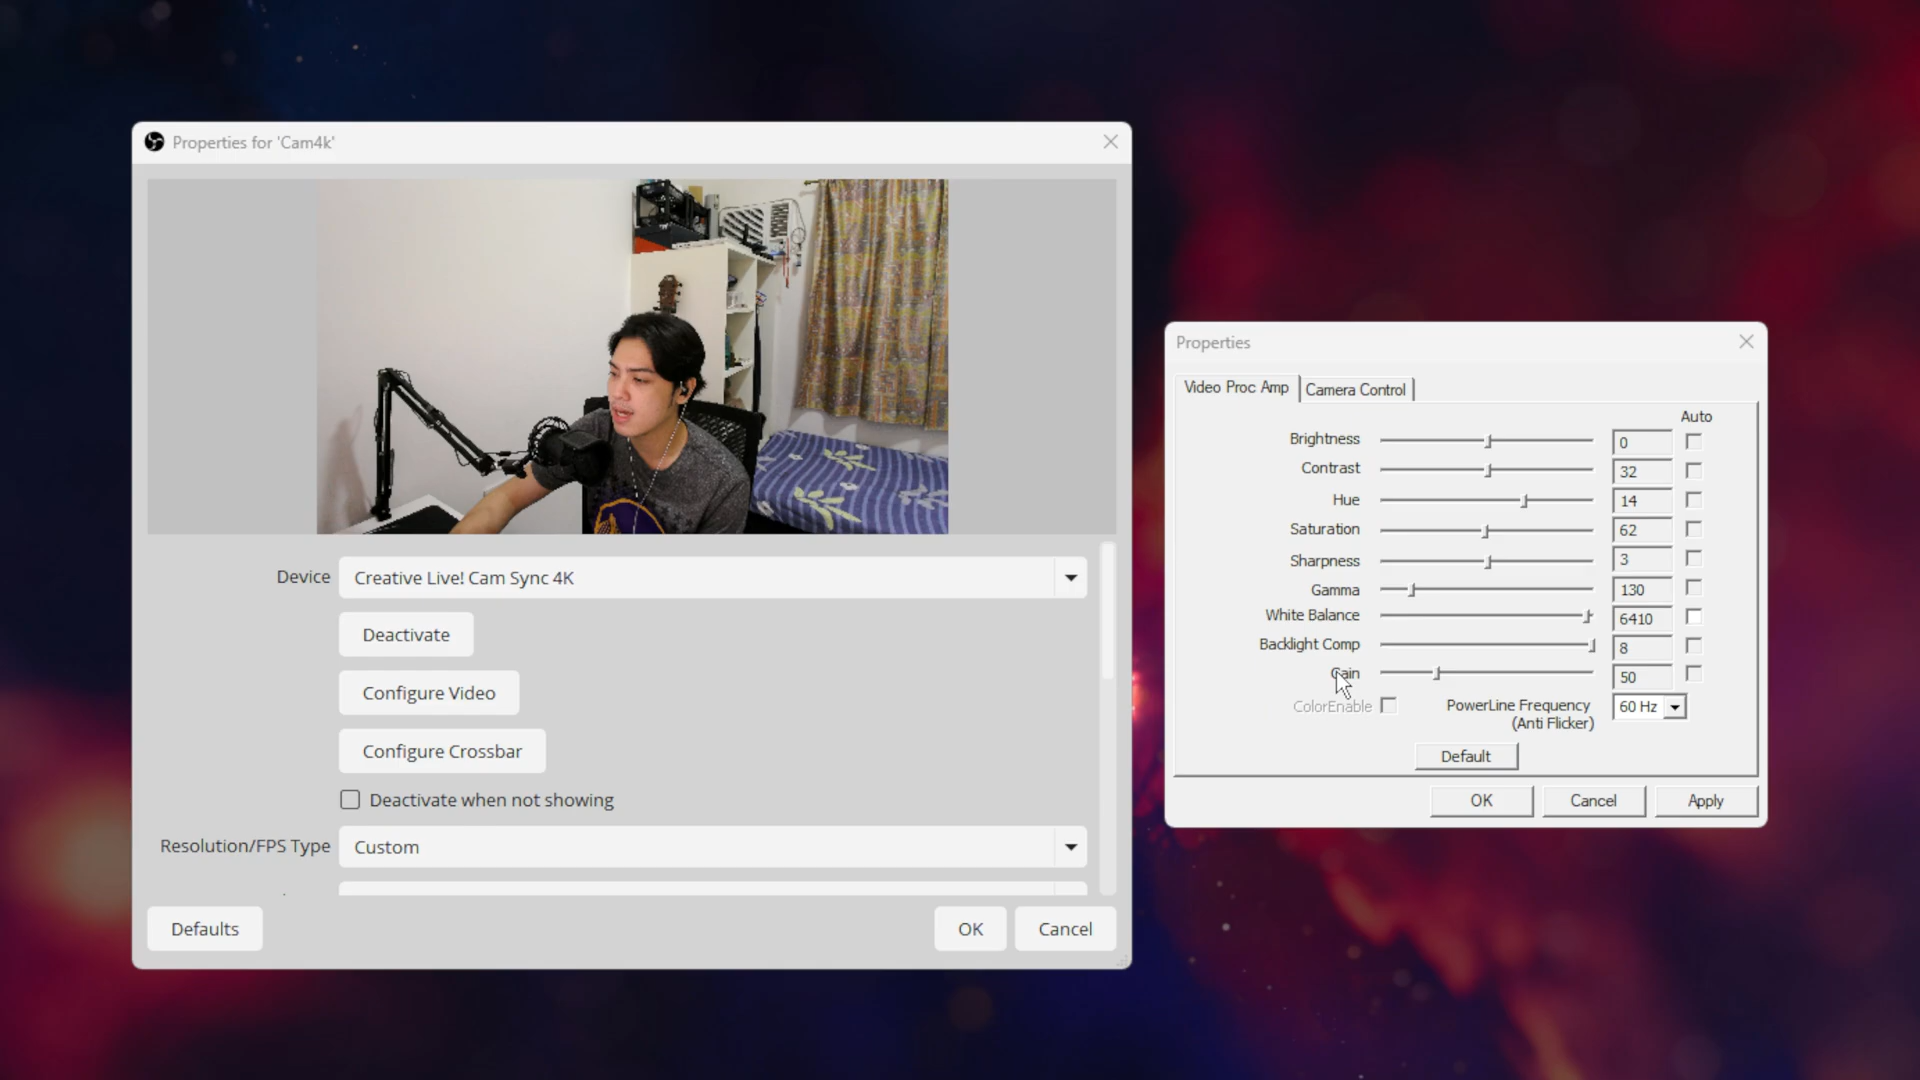 Properties for 'Cam4k'
Device
Creative Live! Cam Sync 4K
Deactivate
Configure Video
Configure Crossbar
Deactivate when not showing
Resolution/FPS Type
Custom
Defaults
OK
Cancel
Properties
Video Proc Amp
Camera Control
Auto
Brightness
0
Contrast
32
Hue
14
Saturation
62
Sharpness
3
Gamma
130
White Balance
6410
Backlight Comp
8
Gain
50
ColorEnable
PowerLine Frequency
(Anti Flicker)
60 Hz
Default
OK
Cancel
Apply